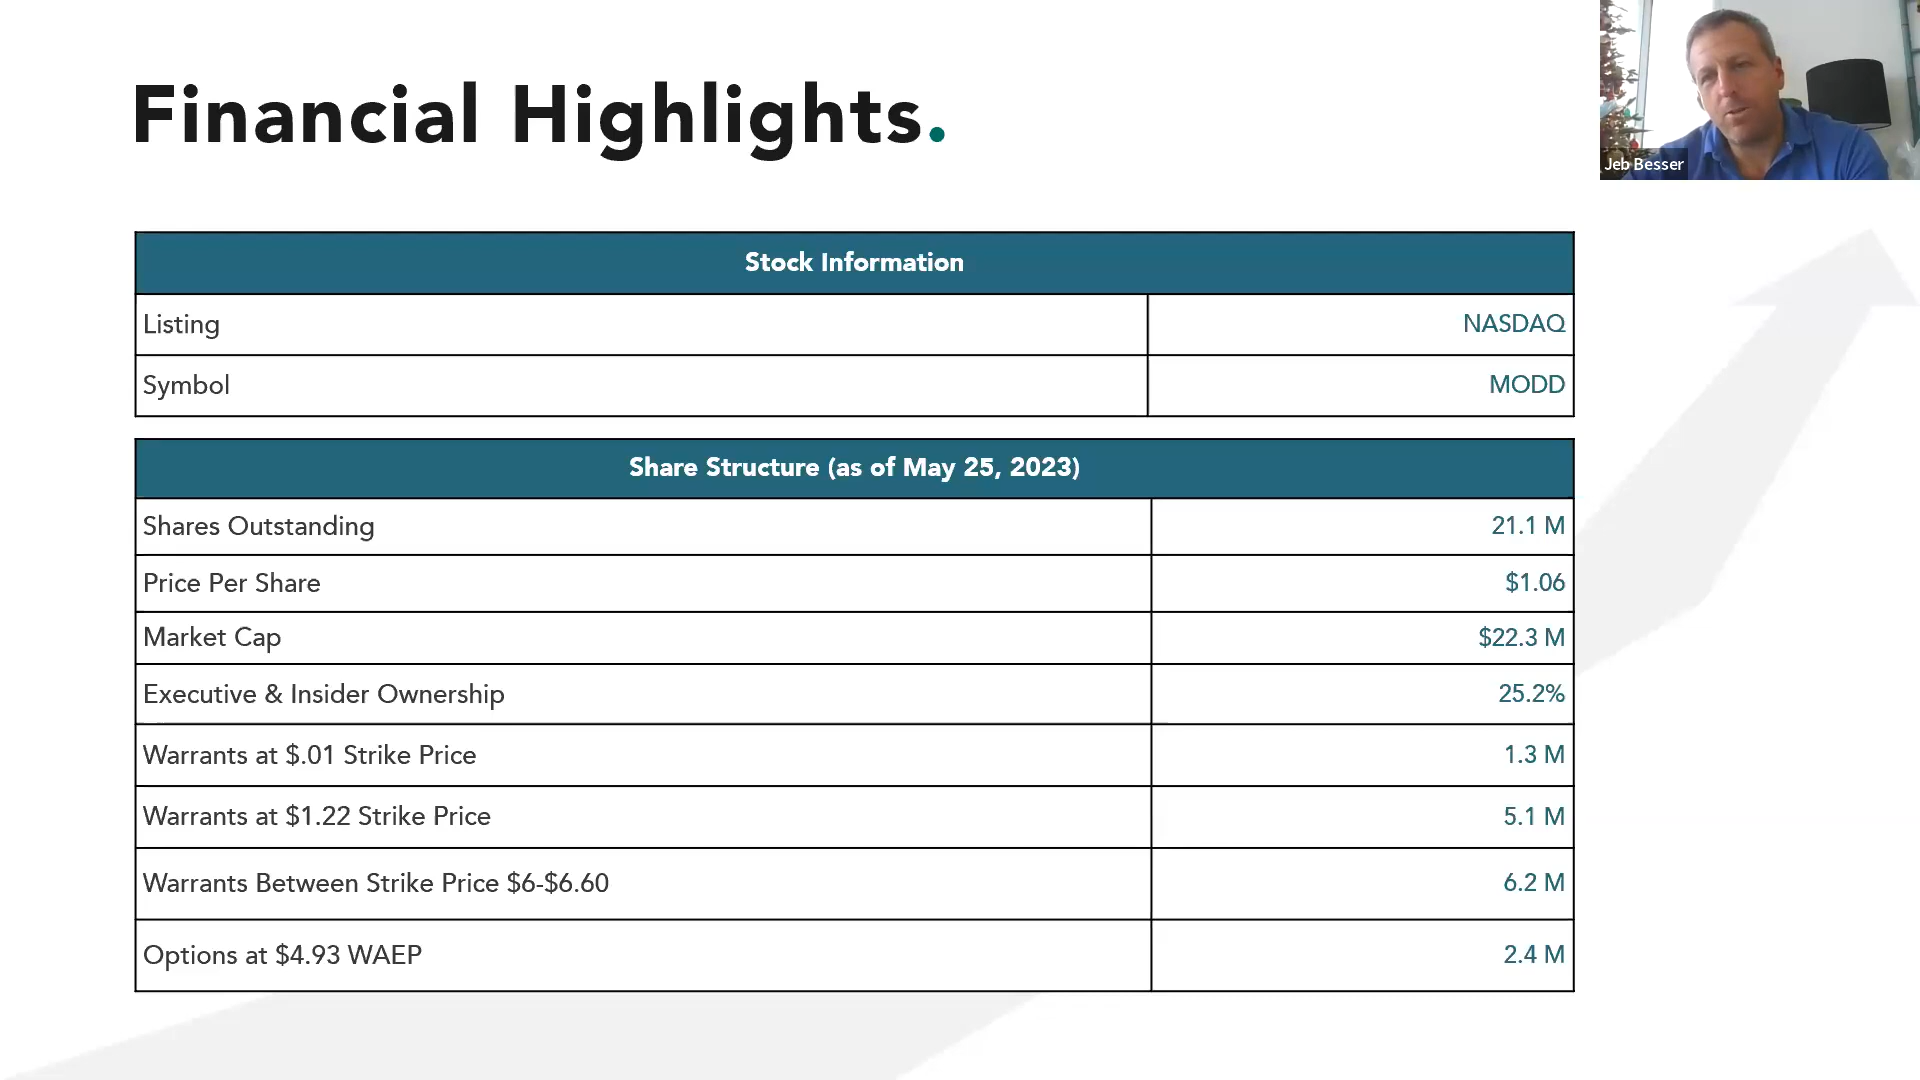 Financial Highlights.
Jeb Besser
Stock Information
Listing NASDAQ
Symbol MODD
Share Structure (as of May 25, 2023)
Shares Outstanding 21.1 M
Price Per Share $1.06
Market Cap $22.3 M
Executive & Insider Ownership 25.2%
Warrants at $.01 Strike Price 1.3 M
Warrants at $1.22 Strike Price 5.1 M
Warrants Between Strike Price $6-$6.60 6.2 M
Options at $4.93 WAEP 2.4 M